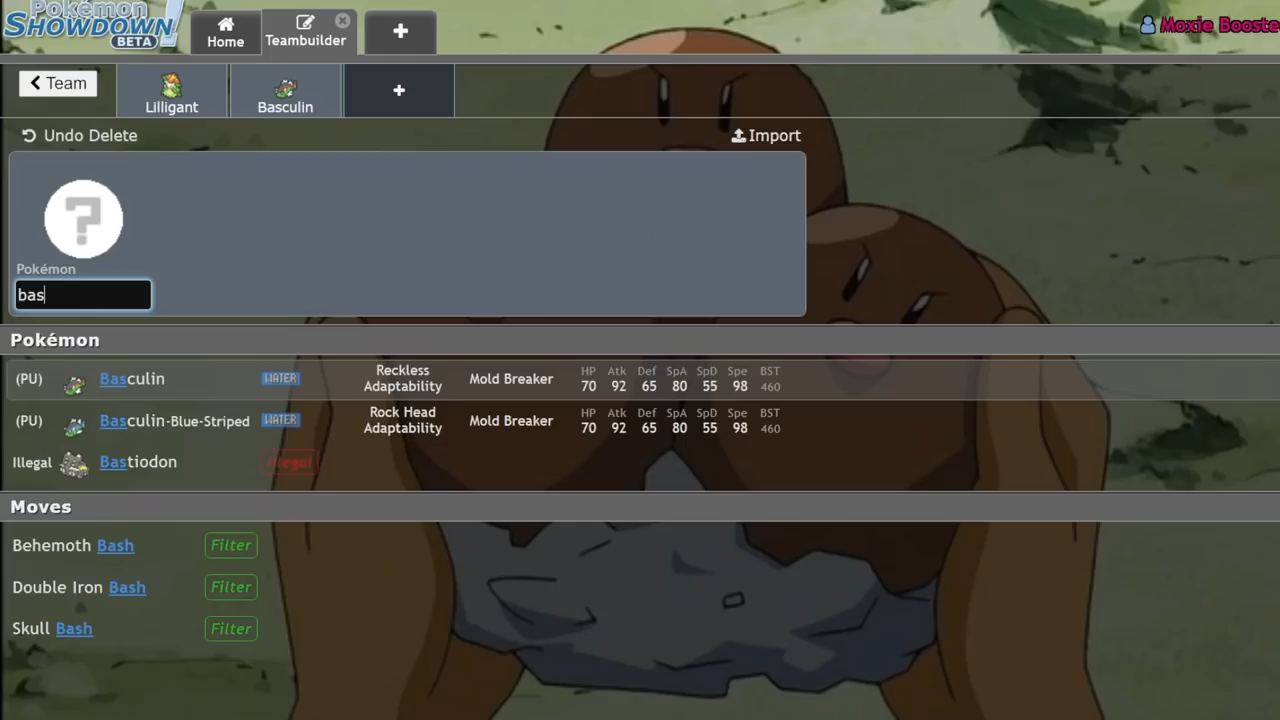 Pokémon
SHOWDOWN!
BETA
Home
Teambuilder
Moxie Booste
Team
Lilligant
Basculin
Undo Delete
Import
?
Pokémon
bas
Pokémon
(PU) Basculin WATER Reckless Adaptability Mold Breaker HP 70 Atk 92 Def 65 SpA 80 SpD 55 Spe 98 BST 460
(PU) Basculin-Blue-Striped WATER Rock Head Adaptability Mold Breaker HP 70 Atk 92 Def 65 SpA 80 SpD 55 Spe 98 BST 460
Illegal Bastiodon Illegal
Moves
Behemoth Bash Filter
Double Iron Bash Filter
Skull Bash Filter